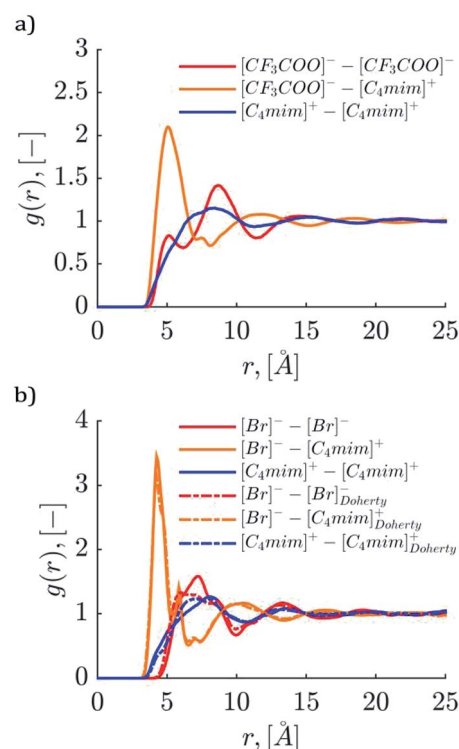 a)
3
2.5
2
1.5
1
0.5
0
g(r), [−]
[CF₃COO]⁻ − [CF₃COO]⁻
[CF₃COO]⁻ − [C₄mim]⁺
[C₄mim]⁺ − [C₄mim]⁺
0 5 10 15 20 25
r, [Å]
b)
4
3
2
1
0
g(r), [−]
[Br]⁻ − [Br]⁻
[Br]⁻ − [C₄mim]⁺
[C₄mim]⁺ − [C₄mim]⁺
[Br]⁻ − [Br]⁻Doherty
[Br]⁻ − [C₄mim]⁺Doherty
[C₄mim]⁺ − [C₄mim]⁺Doherty
0 5 10 15 20 25
r, [Å]